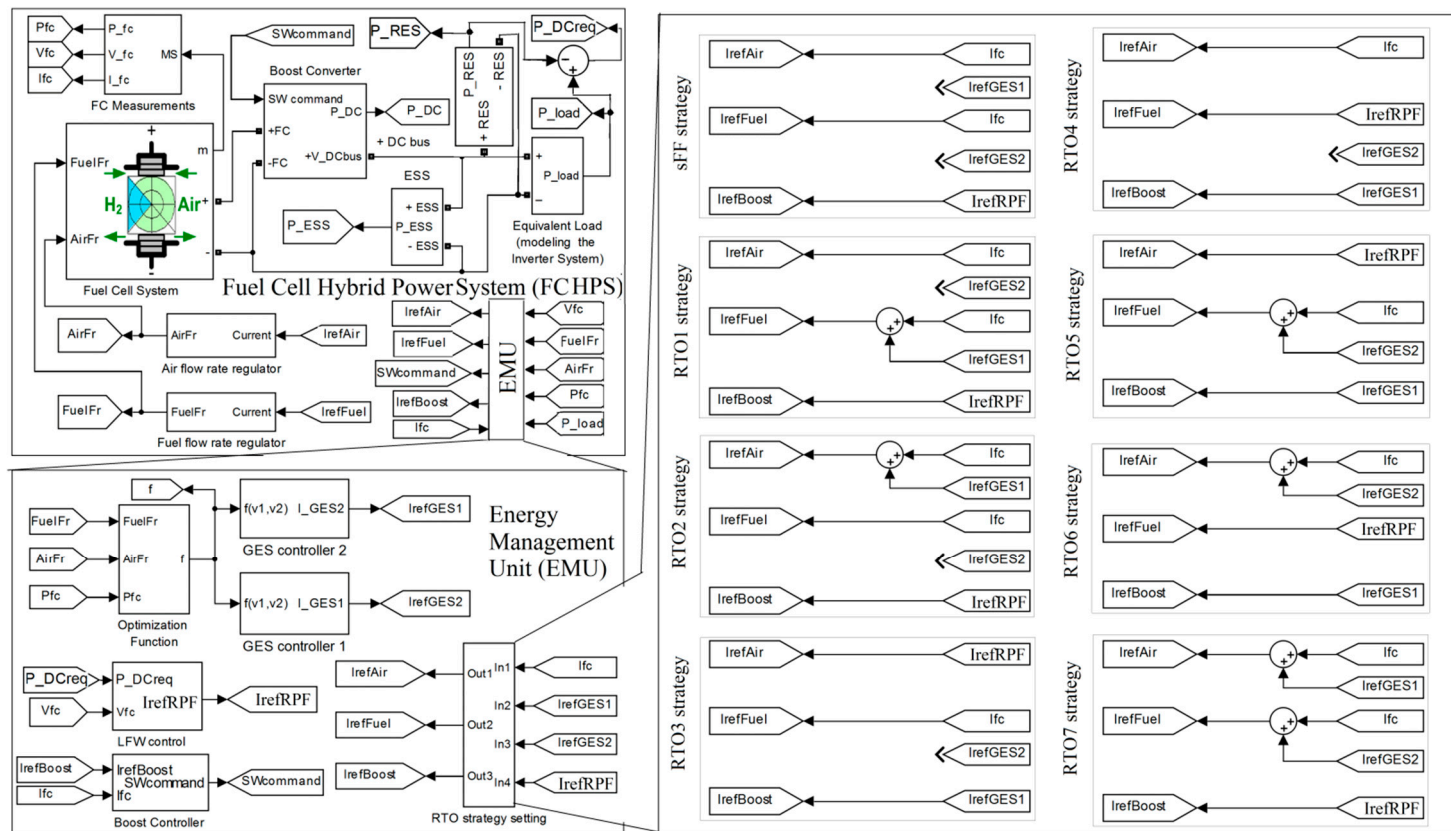 Pfc
Vfc
Ifc
P_fc
V_fc
I_fc
MS
FC Measurements
SWcommand
P_RES
P_DCreq
Boost Converter
SW command
P_DC
+FC
-FC
+V_DCbus
P_DC
+ DC bus
P_RES
- RES
+ RES
P_load
+
P_load
-
Equivalent Load
(modeling the
Inverter System)
ESS
+ ESS
P_ESS
- ESS
P_ESS
FuelFr
AirFr
m
+
-
+
-
H2
Air
Fuel Cell System
Fuel Cell Hybrid Power System (FCHPS)
AirFr
AirFr
Current
IrefAir
Air flow rate regulator
FuelFr
FuelFr
Current
IrefFuel
Fuel flow rate regulator
IrefAir
IrefFuel
SWcommand
IrefBoost
Ifc
EMU
Vfc
FuelFr
AirFr
Pfc
P_load
f
FuelFr
AirFr
Pfc
FuelFr
AirFr
Pfc
f
Optimization
Function
f(v1,v2) I_GES2
IrefGES1
GES controller 2
f(v1,v2) I_GES1
IrefGES2
GES controller 1
Energy
Management
Unit (EMU)
P_DCreq
Vfc
P_DCreq
IrefRPF
Vfc
LFW control
IrefRPF
IrefBoost
Ifc
IrefBoost
SWcommand
Ifc
Boost Controller
SWcommand
IrefAir
IrefFuel
IrefBoost
Out1
Out2
Out3
In1
In2
In3
In4
Ifc
IrefGES1
IrefGES2
IrefRPF
RTO strategy setting
sFF strategy
IrefAir
Ifc
IrefGES1
IrefFuel
Ifc
IrefGES2
IrefBoost
IrefRPF
RTO1 strategy
IrefAir
Ifc
IrefGES2
IrefFuel
+
+
Ifc
IrefGES1
IrefBoost
IrefRPF
RTO2 strategy
IrefAir
+
+
Ifc
IrefGES1
IrefFuel
Ifc
IrefGES2
IrefBoost
IrefRPF
RTO3 strategy
IrefAir
IrefRPF
IrefFuel
Ifc
IrefGES2
IrefBoost
IrefGES1
RTO4 strategy
IrefAir
Ifc
IrefFuel
IrefRPF
IrefGES2
IrefBoost
IrefGES1
RTO5 strategy
IrefAir
IrefRPF
IrefFuel
+
+
Ifc
IrefGES2
IrefBoost
IrefGES1
RTO6 strategy
IrefAir
+
+
Ifc
IrefGES2
IrefFuel
IrefRPF
IrefBoost
IrefGES1
RTO7 strategy
IrefAir
+
+
Ifc
IrefGES1
IrefFuel
+
+
Ifc
IrefGES2
IrefBoost
IrefRPF